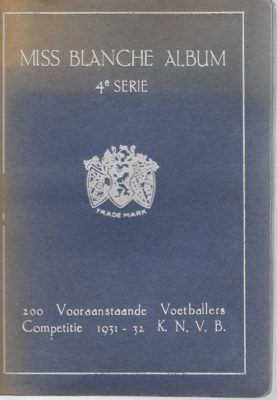 MISS BLANCHE ALBUM
4e SERIE
TRADE MARK
200 Vooraanstaande Voetballers
Competitie 1931-32 K. N. V. B.